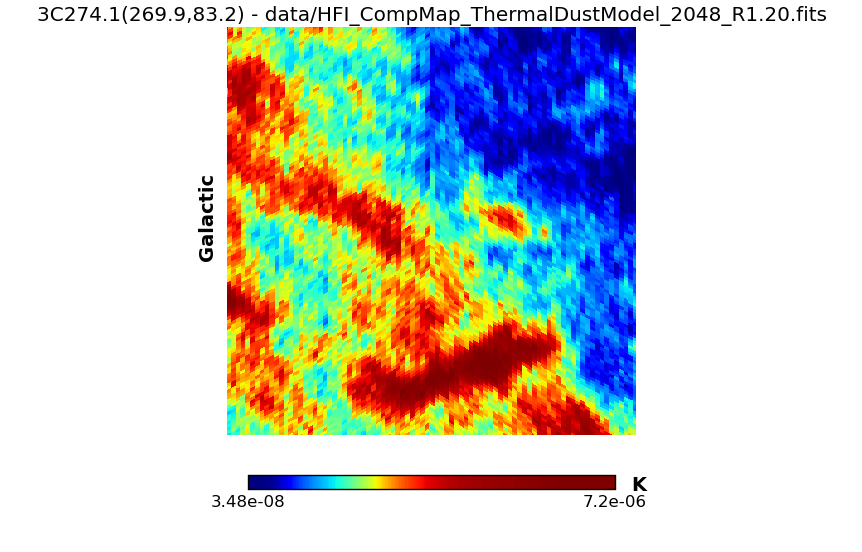 3C274.1(269.9,83.2) - data/HFI_CompMap_ThermalDustModel_2048_R1.20.fits
Galactic
K
3.48e-08 7.2e-06